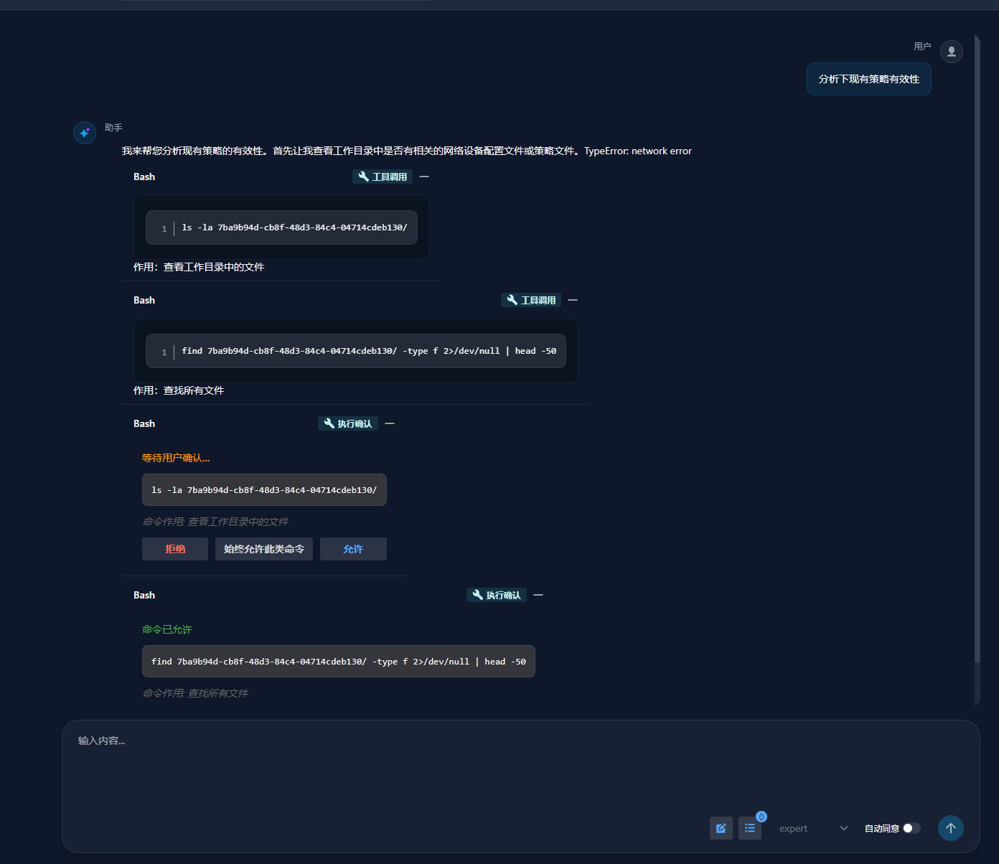 用户
分析下现有策略有效性
助手
我来帮您分析现有策略的有效性。首先让我查看工作目录中是否有相关的网络设备配置文件或策略文件。TypeError: network error
Bash 工具调用
1 ls -la 7ba9b94d-cb8f-48d3-84c4-04714cdeb130/
作用：查看工作目录中的文件
Bash 工具调用
1 find 7ba9b94d-cb8f-48d3-84c4-04714cdeb130/ -type f 2>/dev/null | head -50
作用：查找所有文件
Bash 执行确认
等待用户确认...
ls -la 7ba9b94d-cb8f-48d3-84c4-04714cdeb130/
命令作用: 查看工作目录中的文件
拒绝 始终允许此类命令 允许
Bash 执行确认
命令已允许
find 7ba9b94d-cb8f-48d3-84c4-04714cdeb130/ -type f 2>/dev/null | head -50
命令作用: 查找所有文件
输入内容...
0
expert 自动同意